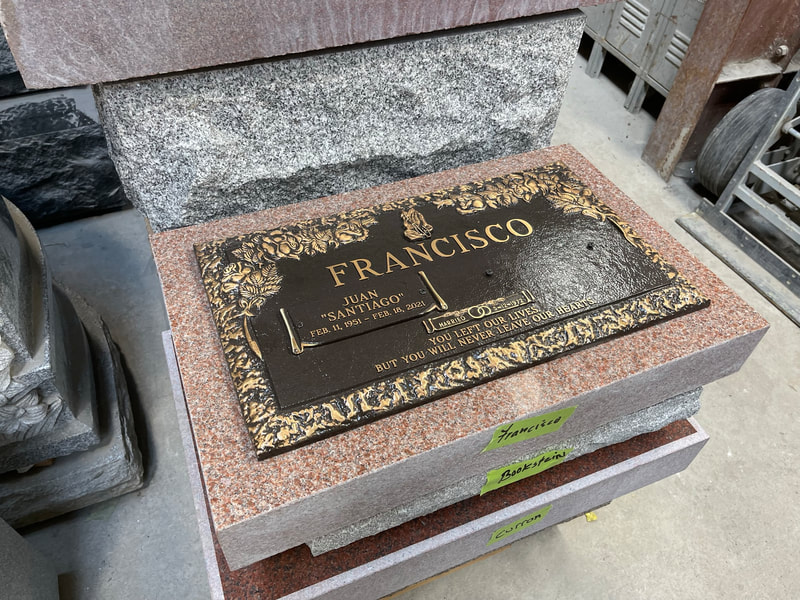 FRANCISCO
JUAN
"SANTIAGO"
FEB. 11, 1951 – FEB. 18, 2021
MARRIED
YOU LEFT OUR LIVES
BUT YOU WILL NEVER LEAVE OUR HEARTS
Francisco
Bookstein
Curran